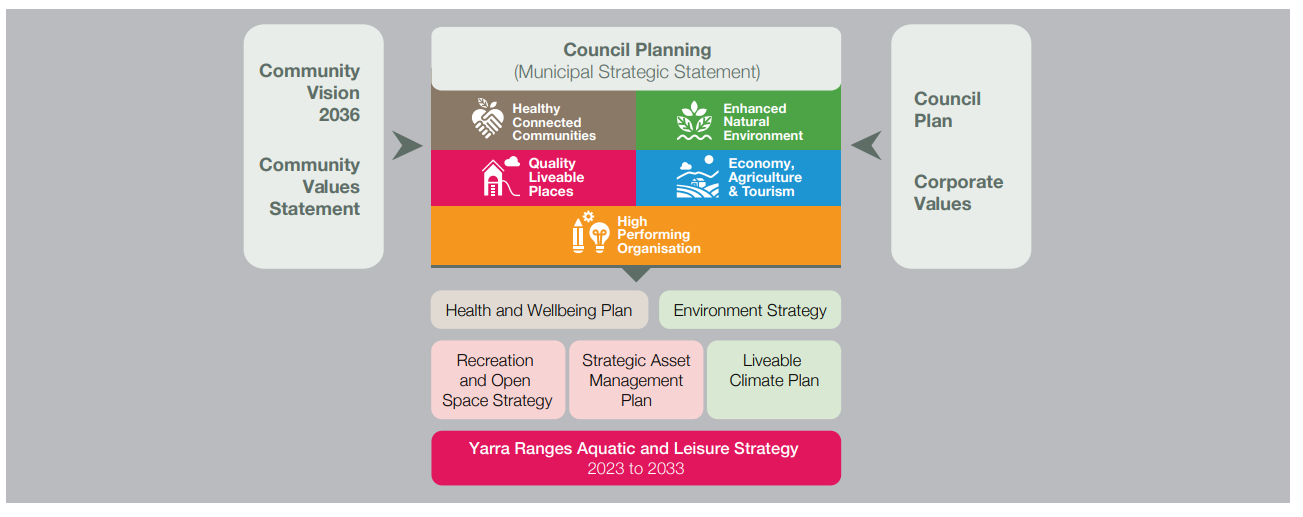 Community
Vision
2036
Community
Values
Statement
Council Planning
(Municipal Strategic Statement)
Healthy
Connected
Communities
Enhanced
Natural
Environment
Quality
Liveable
Places
Economy,
Agriculture
& Tourism
High
Performing
Organisation
Council
Plan
Corporate
Values
Health and Wellbeing Plan
Environment Strategy
Recreation
and Open
Space Strategy
Strategic Asset
Management
Plan
Liveable
Climate Plan
Yarra Ranges Aquatic and Leisure Strategy
2023 to 2033